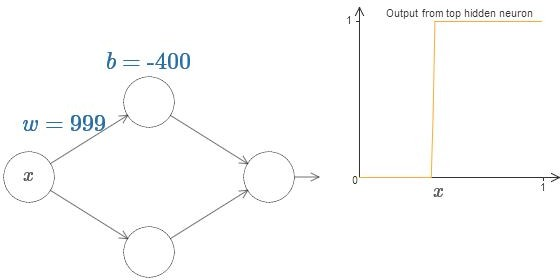 b = -400
w = 999
x
Output from top hidden neuron
1
0
x
1